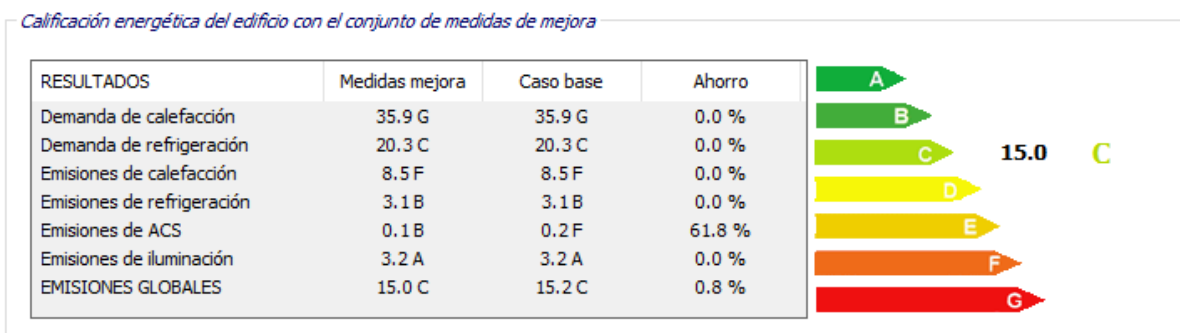 Calificación energética del edificio con el conjunto de medidas de mejora
RESULTADOS Medidas mejora Caso base Ahorro
Demanda de calefacción 35.9 G 35.9 G 0.0 %
Demanda de refrigeración 20.3 C 20.3 C 0.0 %
Emisiones de calefacción 8.5 F 8.5 F 0.0 %
Emisiones de refrigeración 3.1 B 3.1 B 0.0 %
Emisiones de ACS 0.1 B 0.2 F 61.8 %
Emisiones de iluminación 3.2 A 3.2 A 0.0 %
EMISIONES GLOBALES 15.0 C 15.2 C 0.8 %
A
B
C 15.0 C
D
E
F
G